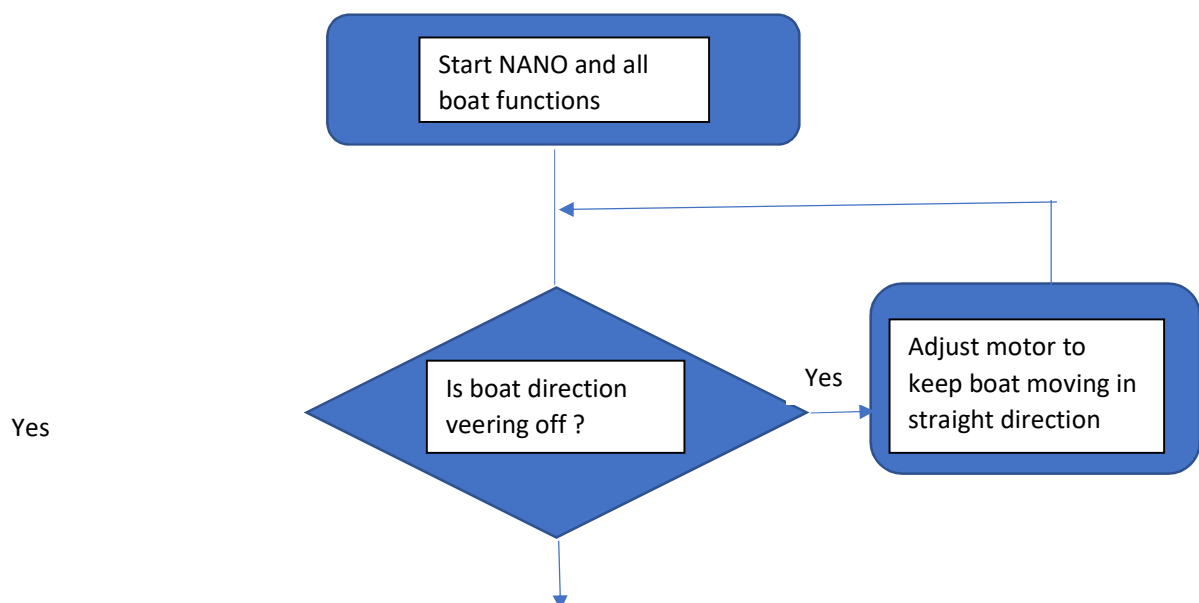 Start NANO and all
boat functions
Is boat direction
veering off ?
Yes
Adjust motor to
keep boat moving in
straight direction
Yes